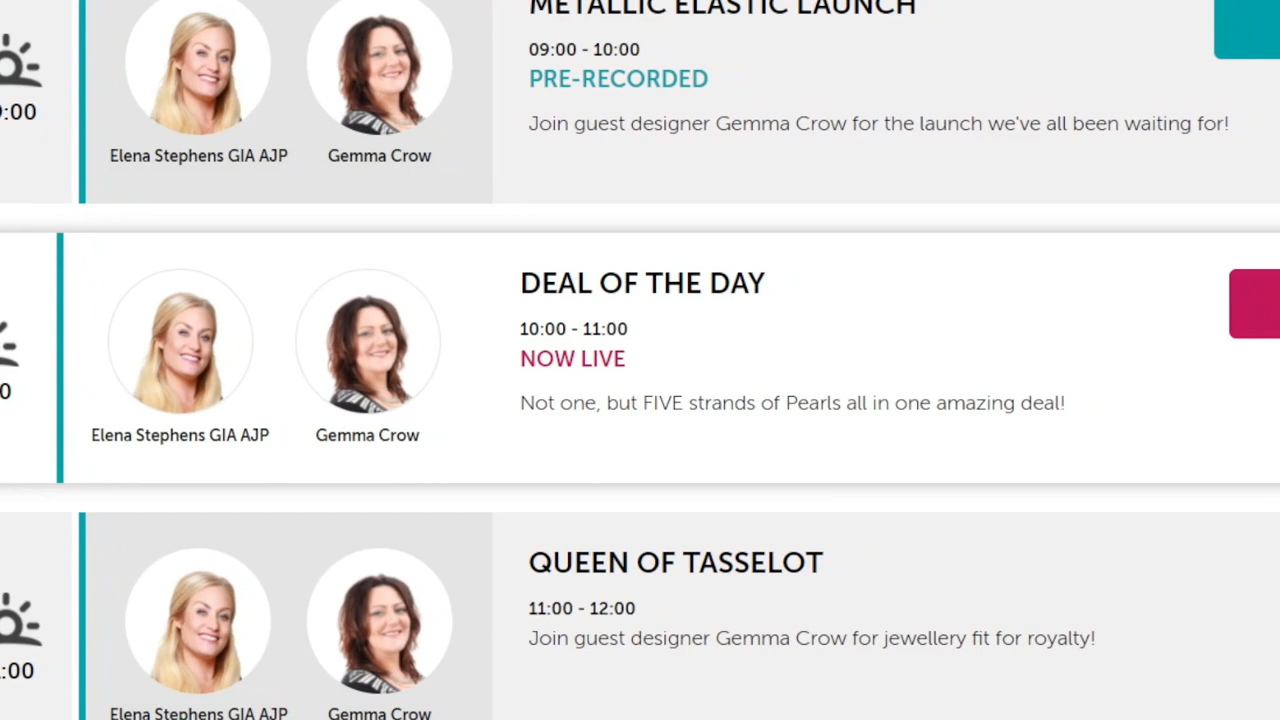 METALLIC ELASTIC LAUNCH
09:00 - 10:00
PRE-RECORDED
:00
Join guest designer Gemma Crow for the launch we've all been waiting for!
Elena Stephens GIA AJP
Gemma Crow
DEAL OF THE DAY
10:00 - 11:00
NOW LIVE
0
Not one, but FIVE strands of Pearls all in one amazing deal!
Elena Stephens GIA AJP
Gemma Crow
QUEEN OF TASSELOT
11:00 - 12:00
Join guest designer Gemma Crow for jewellery fit for royalty!
:00
Elena Stephens GIA AJP
Gemma Crow